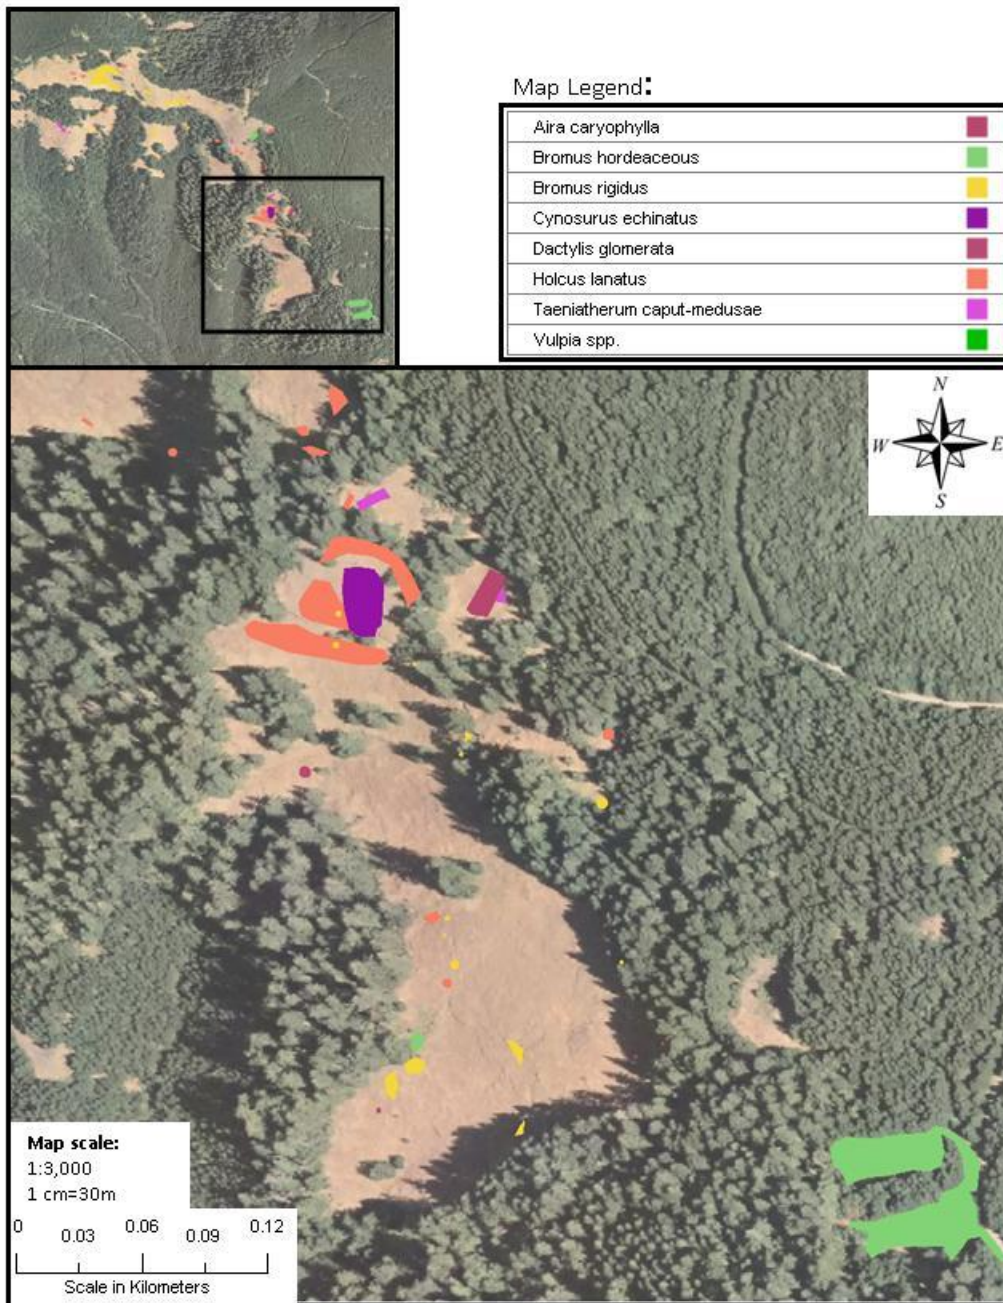 Map Legend:
Aira caryophylla
Bromus hordeaceous
Bromus rigidus
Cynosurus echinatus
Dactylis glomerata
Holcus lanatus
Taeniatherum caput-medusae
Vulpia spp.
N
W E
S
Map scale:
1:3,000
1 cm=30m
0 0.03 0.06 0.09 0.12
Scale in Kilometers